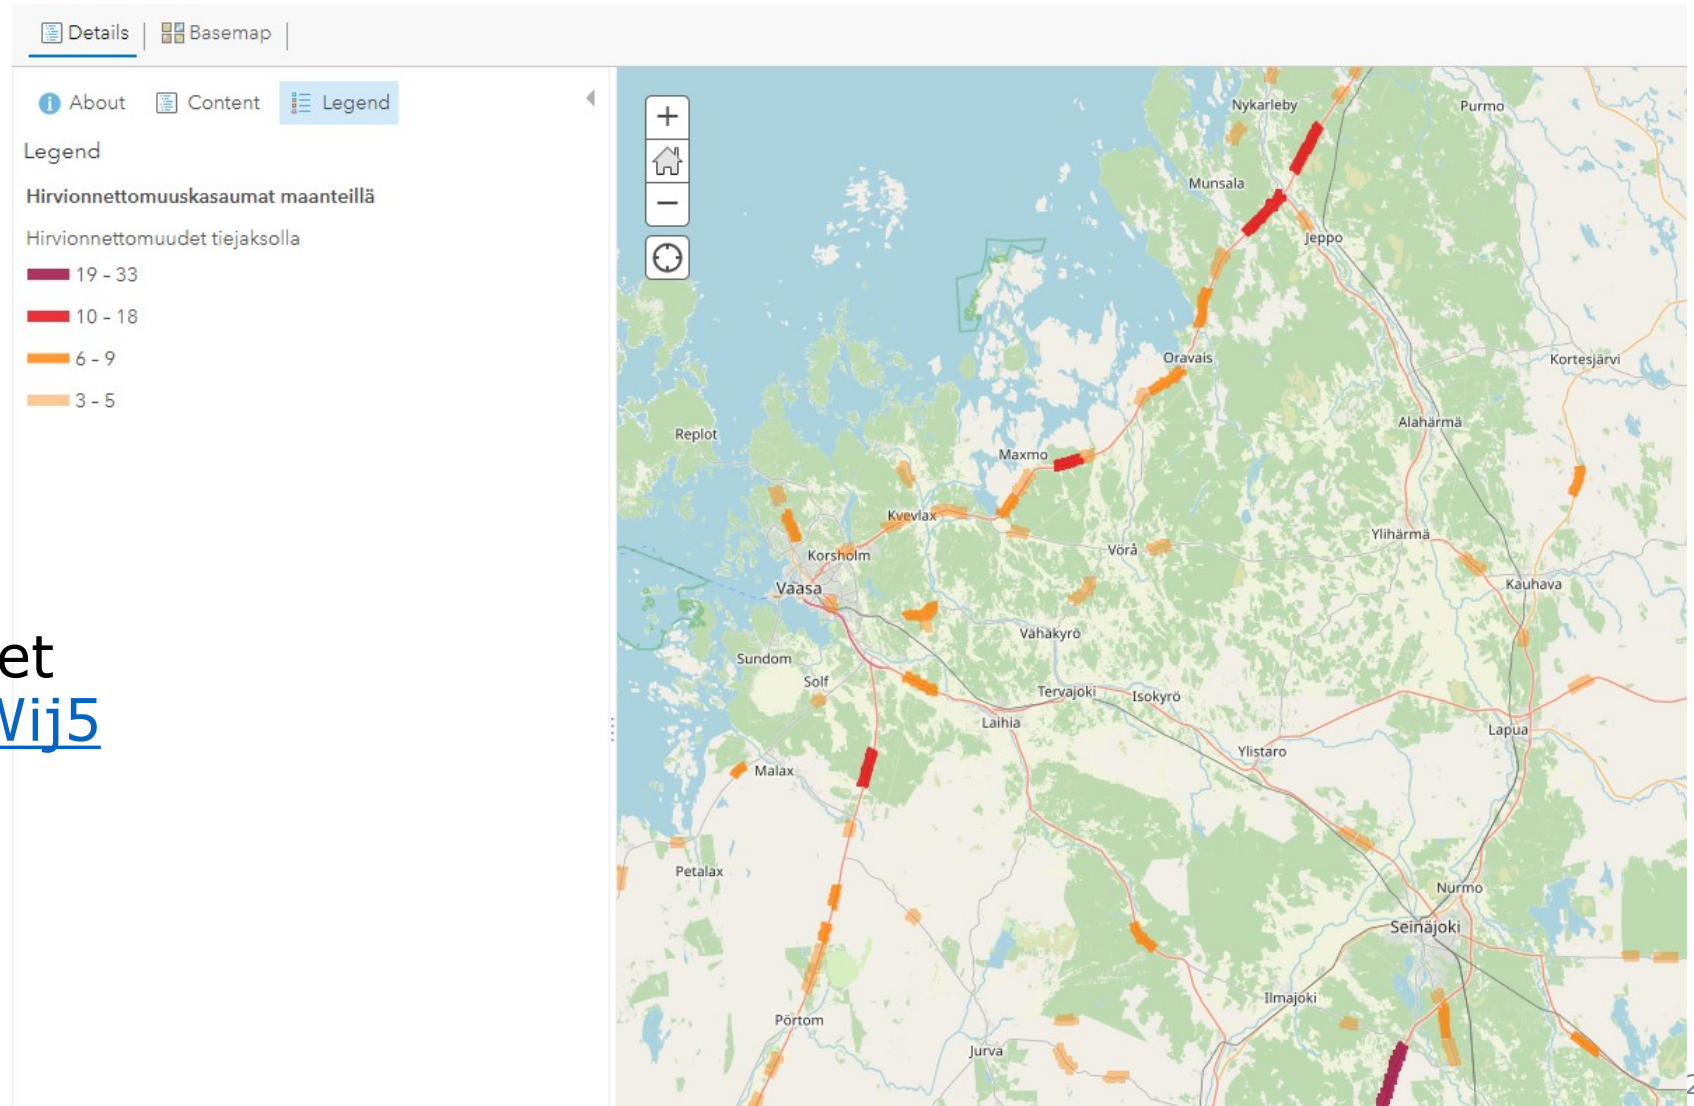 Details
Basemap
About
Content
Legend
Legend
Hirvionnettomuuskasaumat maanteillä
Hirvionnettomuudet tiejaksolla
19 - 33
10 - 18
6 - 9
3 - 5
et
Wij5
Nykarleby
Purmo
Munsala
Jeppo
Oravais
Kortesjärvi
Alahärmä
Replot
Maxmo
Kvevlax
Ylihärmä
Korsholm
Vörå
Vaasa
Kauhava
Vähäkyrö
Sundom
Solf
Tervajoki
Isokyrö
Laihia
Lapua
Ylistaro
Malax
Petalax
Nurmo
Seinäjoki
Ilmajoki
Pörtom
Jurva
2